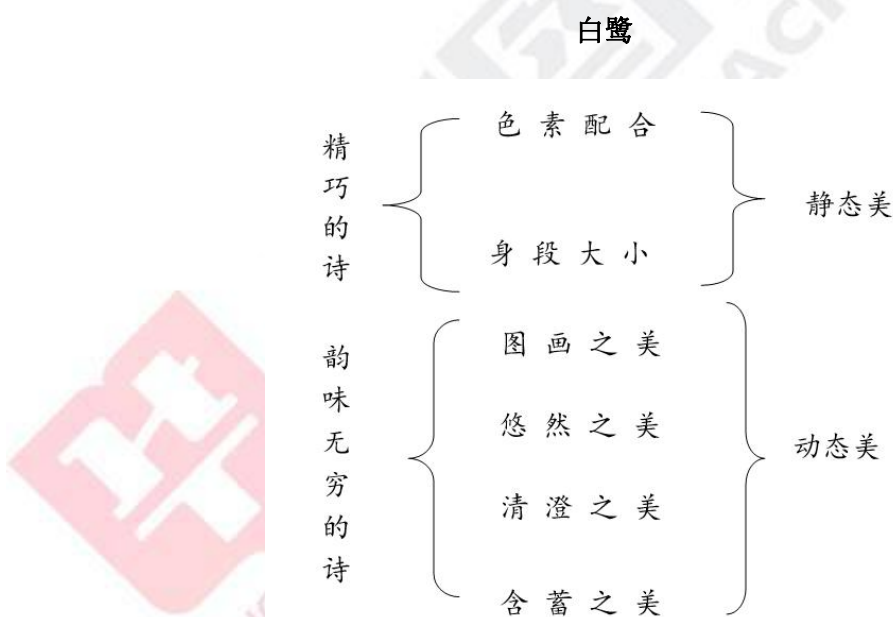 白鹭
精巧的诗
色素配合
身段大小
静态美
韵味无穷的诗
图画之美
悠然之美
清澄之美
含蓄之美
动态美